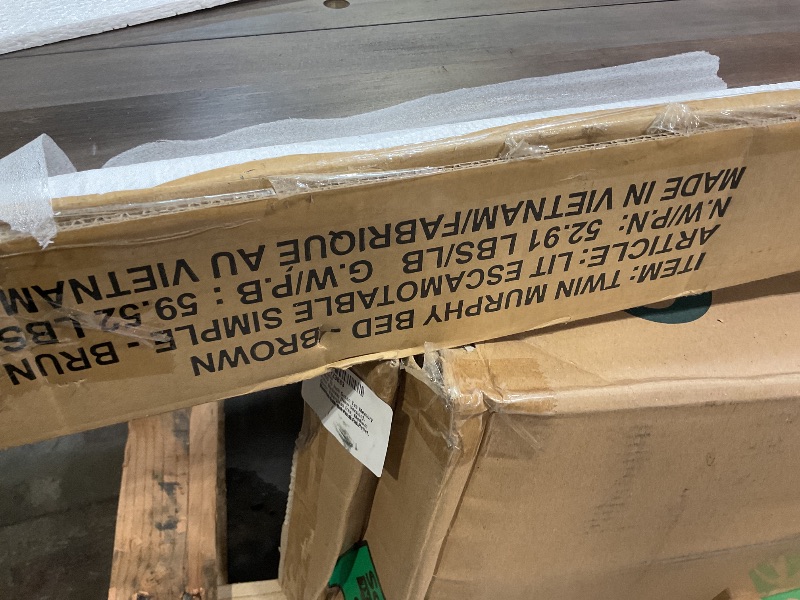 ITEM: TWIN MURPHY BED - BROWN
ARTICLE: LIT ESCAMOTABLE SIMPLE - BRUN
N.W/P.N: 52.91 LBS/LB G.W/P.B : 59.52 LBS
MADE IN VIETNAM/FABRIQUE AU VIETNAM